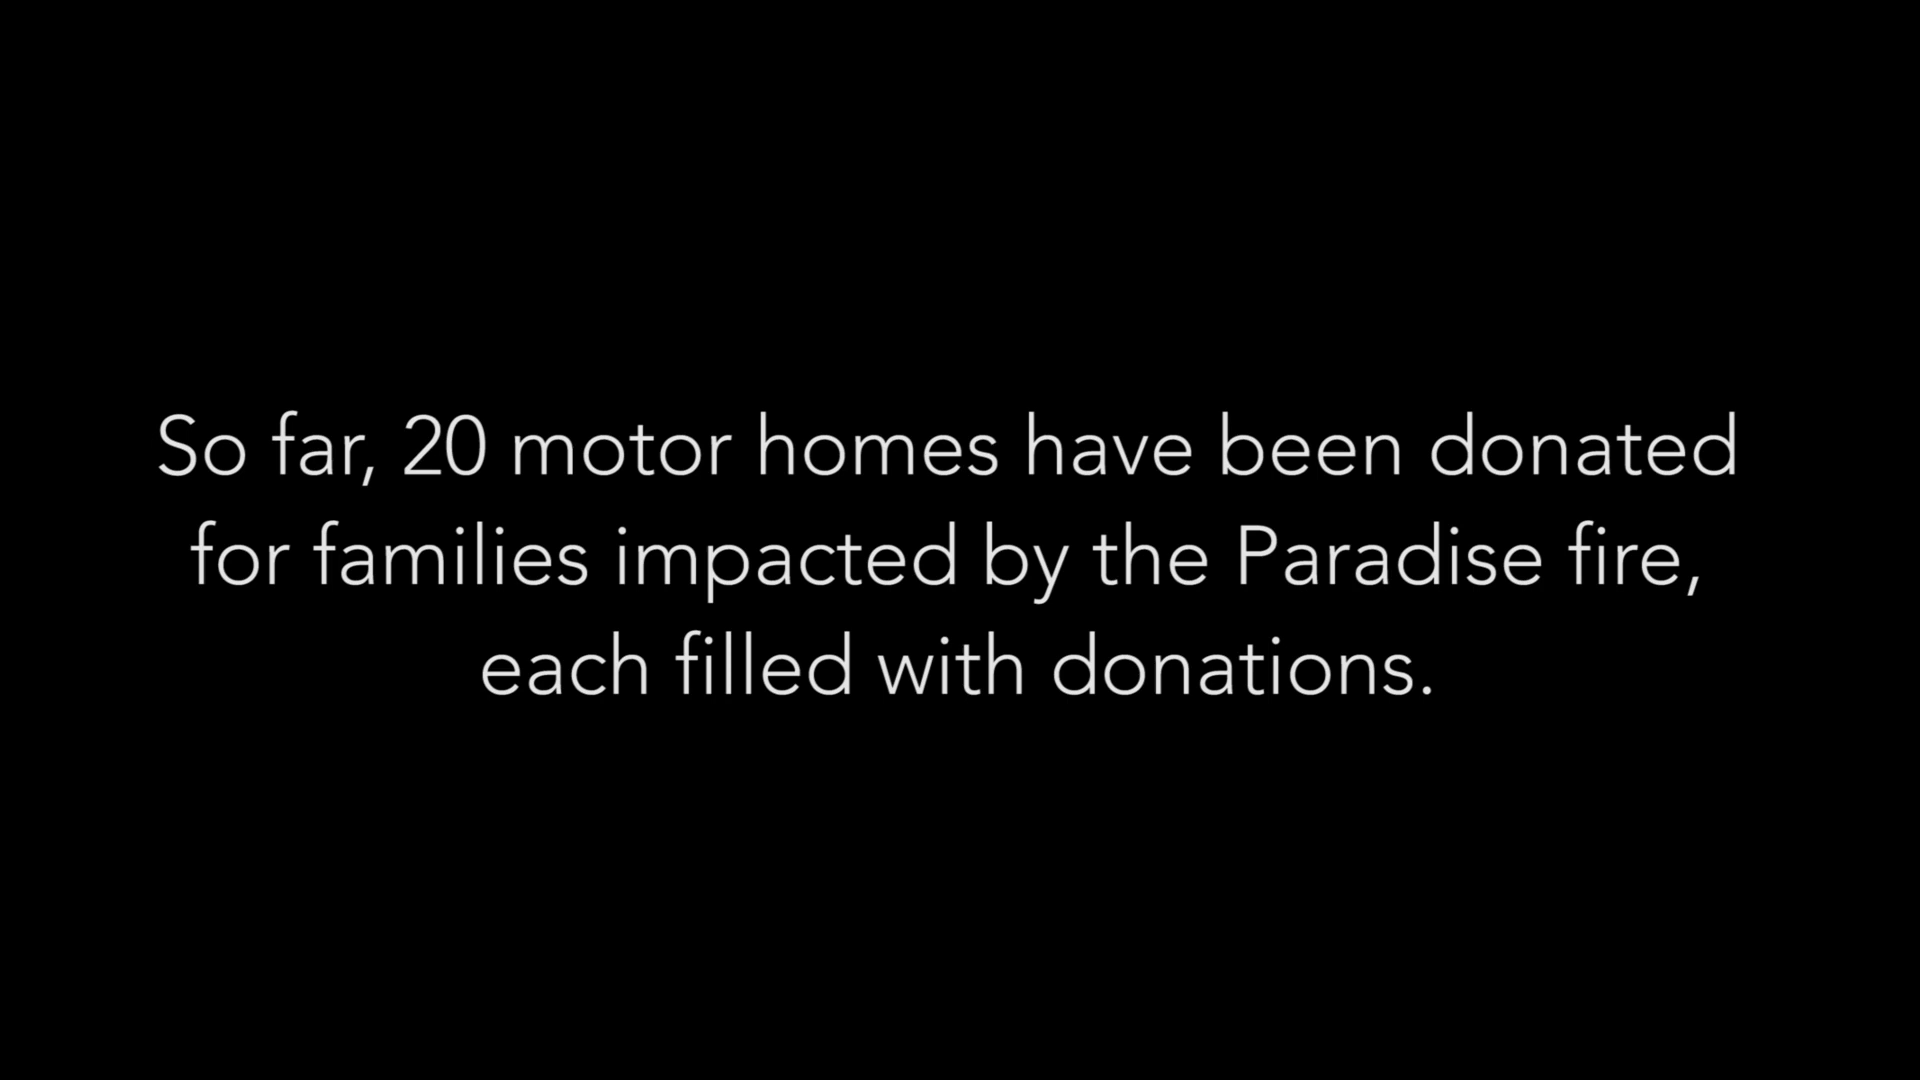 So far, 20 motor homes have been donated
for families impacted by the Paradise fire,
each filled with donations.